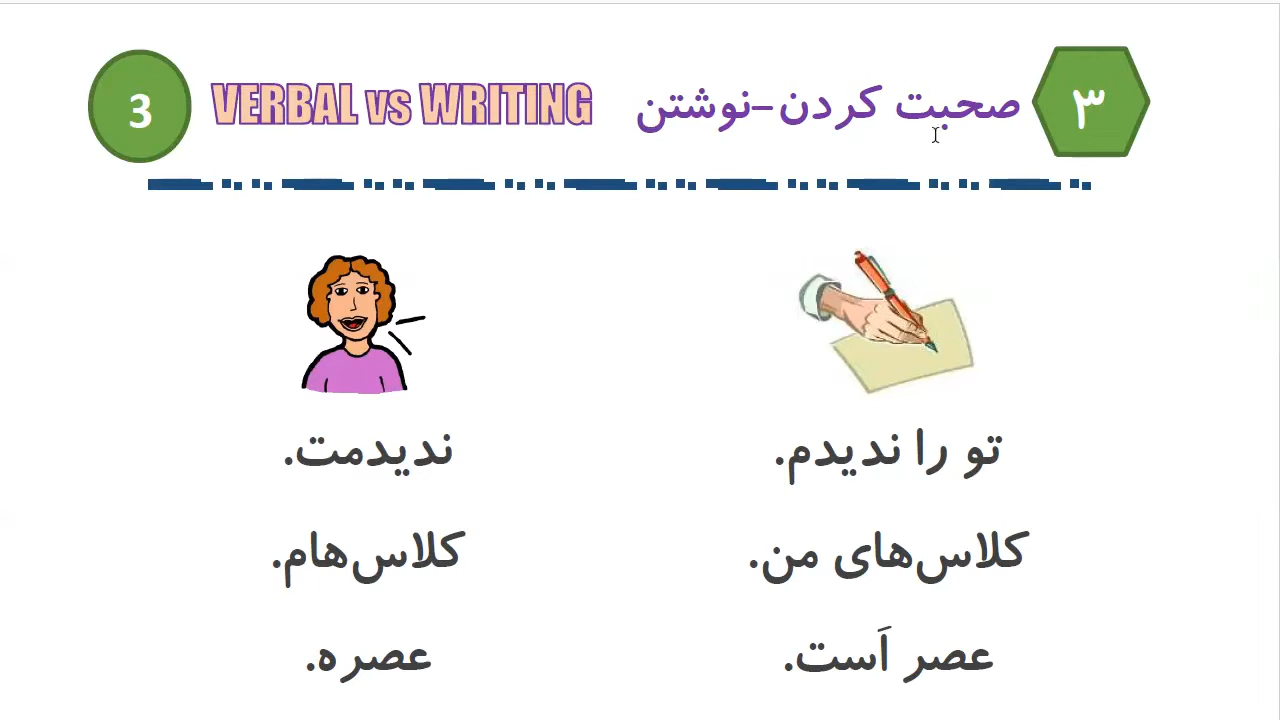 ۳ صحبت کردن-نوشتن VERBAL vs WRITING 3
تو را ندیدم. ندیدمت.
کلاس‌های من. کلاس‌هام.
عصر اَست. عصره.